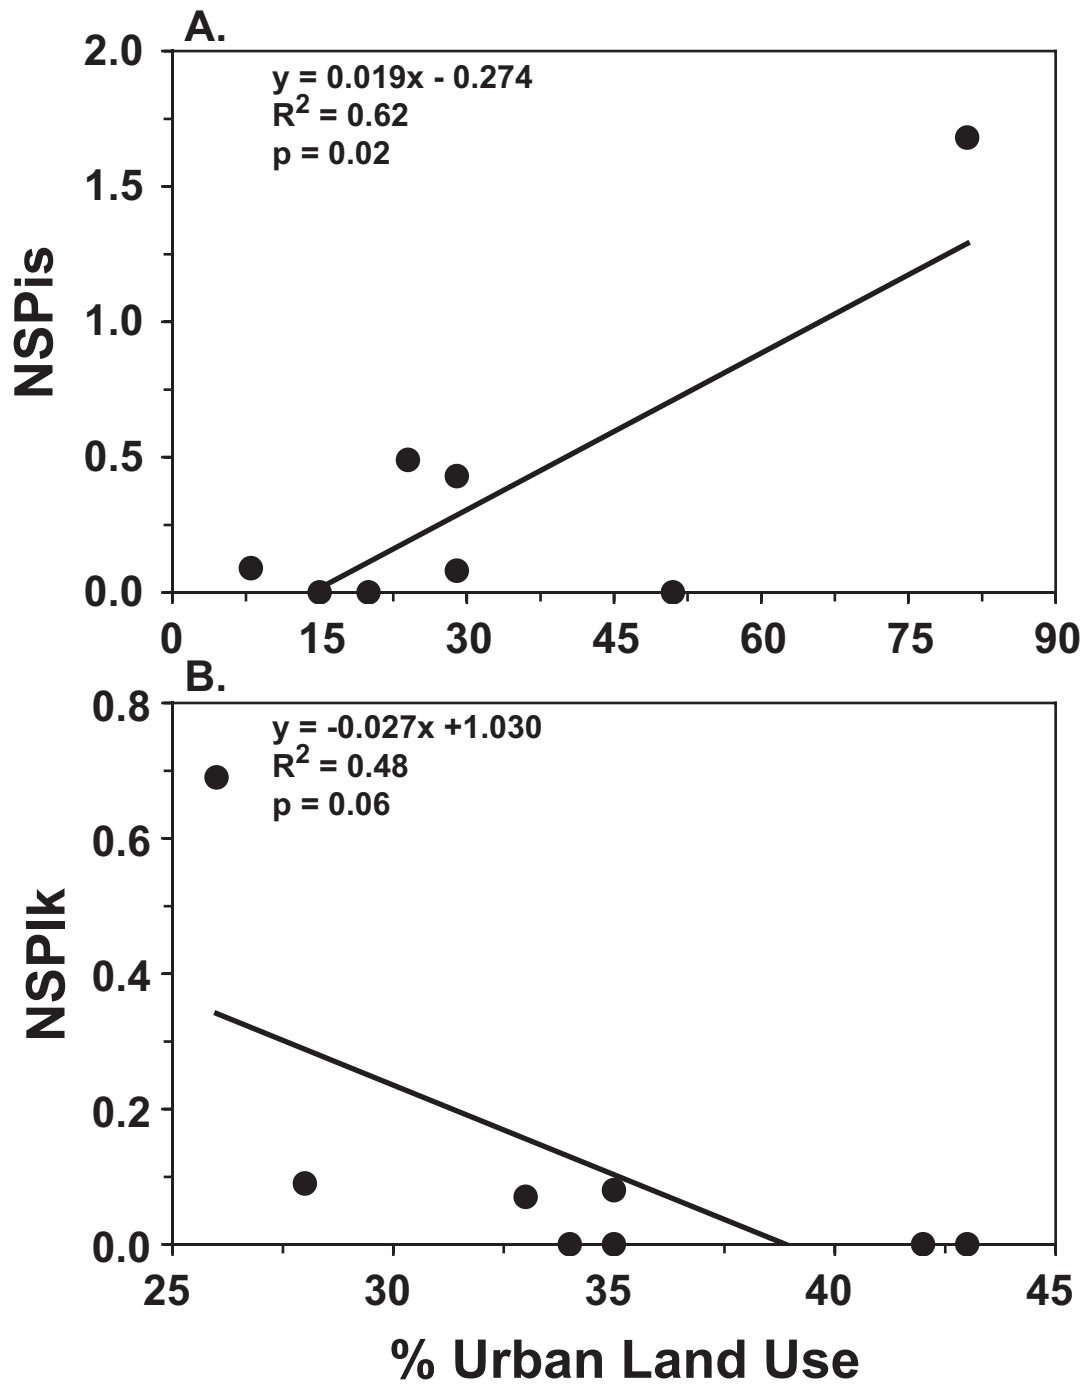 A.
2.0
y = 0.019x - 0.274
R² = 0.62
p = 0.02
1.5
NSPis
1.0
0.5
0.0
0 15 30 45 60 75 90
B.
0.8
y = -0.027x +1.030
R² = 0.48
p = 0.06
0.6
NSPlk
0.4
0.2
0.0
25 30 35 40 45
% Urban Land Use